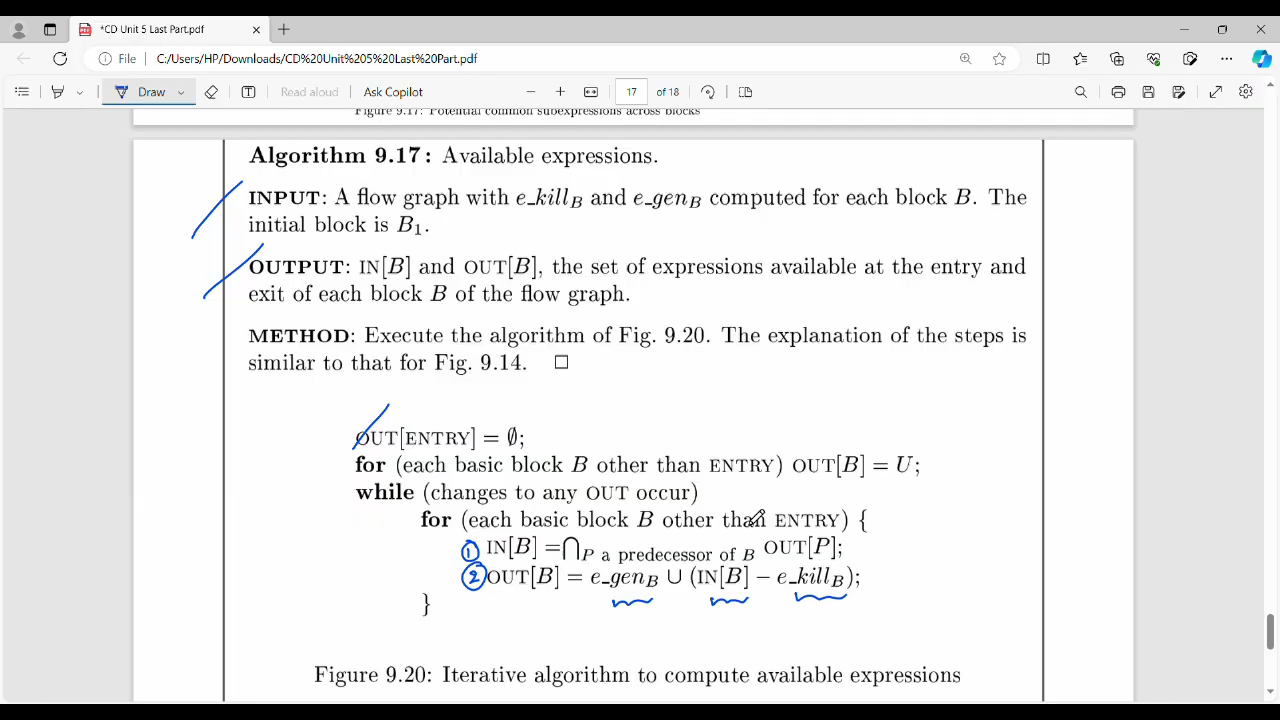 *CD Unit 5 Last Part.pdf
File C:/Users/HP/Downloads/CD%20Unit%205%20Last%20Part.pdf
Draw Read aloud Ask Copilot 17 of 18
Figure 9.17: Potential common subexpressions across blocks
Algorithm 9.17: Available expressions.
INPUT: A flow graph with e_kill_B and e_gen_B computed for each block B. The
initial block is B₁.
OUTPUT: IN[B] and OUT[B], the set of expressions available at the entry and
exit of each block B of the flow graph.
METHOD: Execute the algorithm of Fig. 9.20. The explanation of the steps is
similar to that for Fig. 9.14. □
OUT[ENTRY] = ∅;
for (each basic block B other than ENTRY) OUT[B] = U;
while (changes to any OUT occur)
for (each basic block B other than ENTRY) {
① IN[B] = ⋂_P a predecessor of B OUT[P];
② OUT[B] = e_gen_B ∪ (IN[B] − e_kill_B);
}
Figure 9.20: Iterative algorithm to compute available expressions